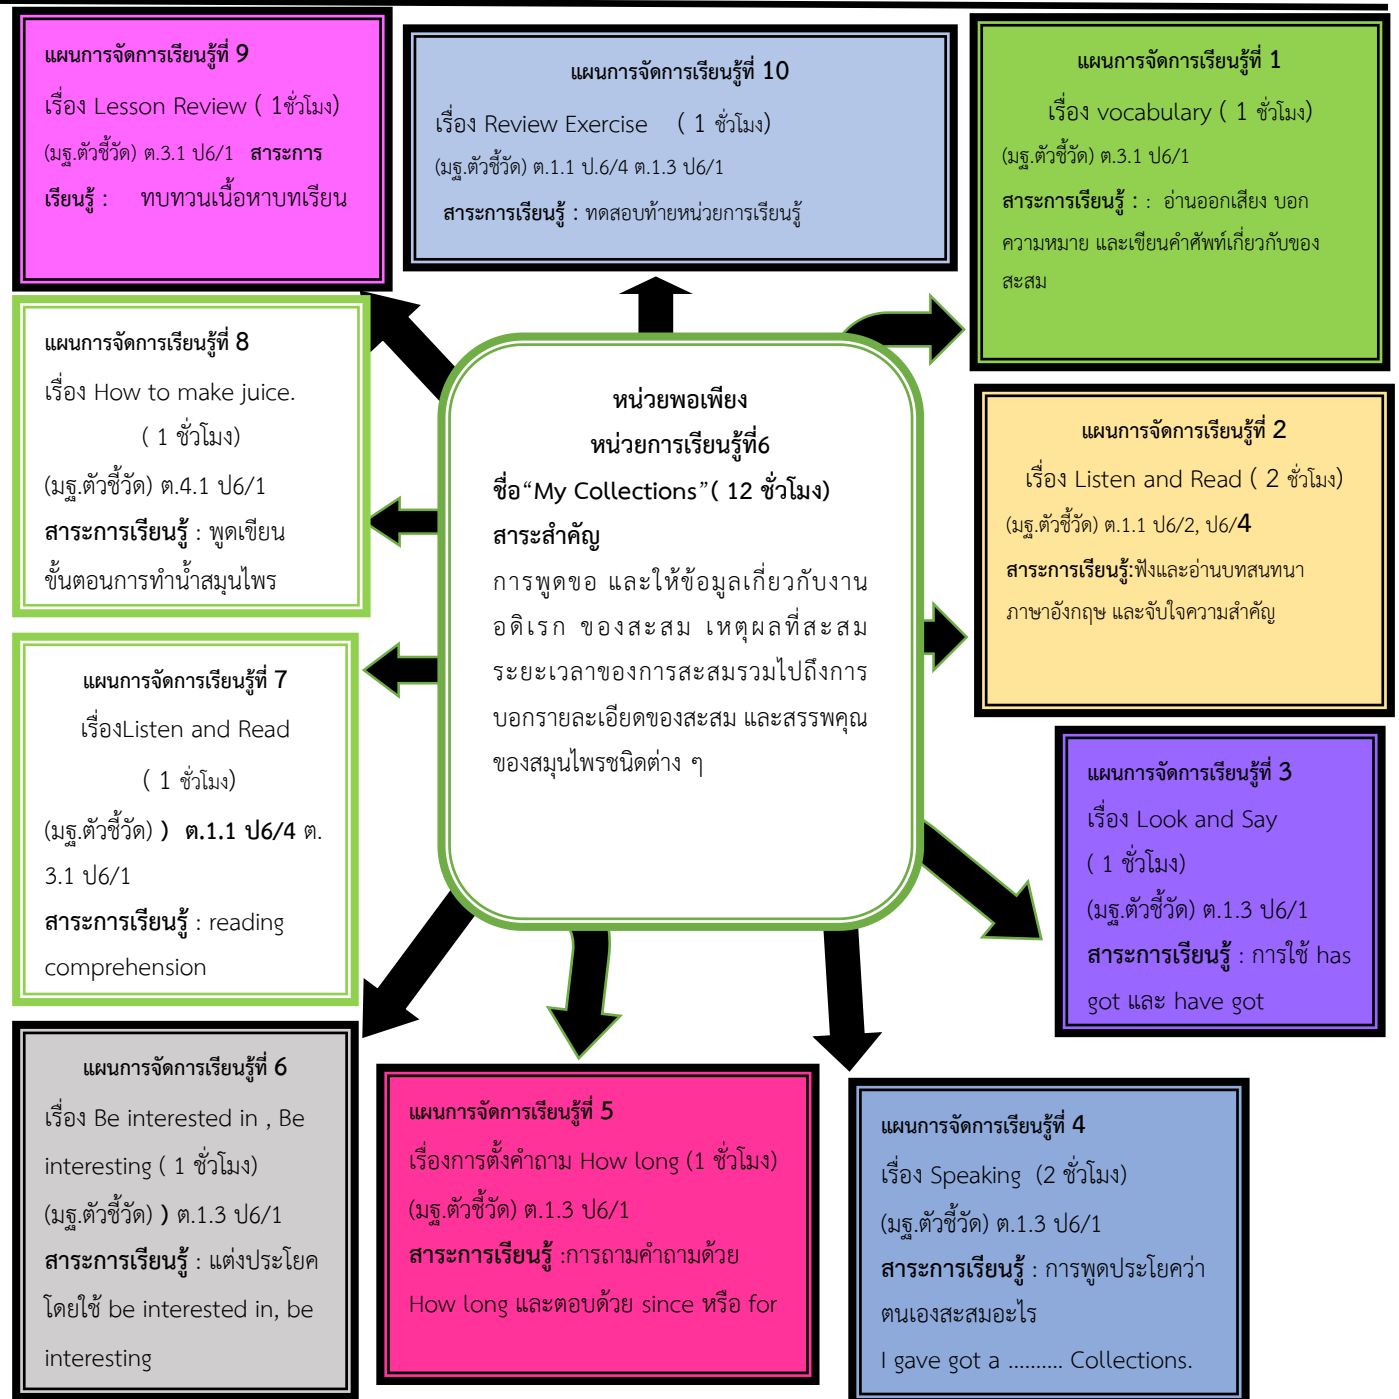 แผนการจัดการเรียนรู้ที่ 9
เรื่อง Lesson Review ( 1ชั่วโมง)
(มฐ.ตัวชี้วัด) ต.3.1 ป6/1 สาระการ
เรียนรู้ : ทบทวนเนื้อหาบทเรียน
แผนการจัดการเรียนรู้ที่ 10
เรื่อง Review Exercise ( 1 ชั่วโมง)
(มฐ.ตัวชี้วัด) ต.1.1 ป.6/4 ต.1.3 ป6/1
สาระการเรียนรู้ : ทดสอบท้ายหน่วยการเรียนรู้
แผนการจัดการเรียนรู้ที่ 1
เรื่อง vocabulary ( 1 ชั่วโมง)
(มฐ.ตัวชี้วัด) ต.3.1 ป6/1
สาระการเรียนรู้ : : อ่านออกเสียง บอก
ความหมาย และเขียนคำศัพท์เกี่ยวกับของ
สะสม
แผนการจัดการเรียนรู้ที่ 8
เรื่อง How to make juice.
( 1 ชั่วโมง)
(มฐ.ตัวชี้วัด) ต.4.1 ป6/1
สาระการเรียนรู้ : พูดเขียน
ขั้นตอนการทำน้ำสมุนไพร
หน่วยพอเพียง
หน่วยการเรียนรู้ที่6
ชื่อ“My Collections”( 12 ชั่วโมง)
สาระสำคัญ
การพูดขอ และให้ข้อมูลเกี่ยวกับงาน
อดิเรก ของสะสม เหตุผลที่สะสม
ระยะเวลาของการสะสมรวมไปถึงการ
บอกรายละเอียดของสะสม และสรรพคุณ
ของสมุนไพรชนิดต่าง ๆ
แผนการจัดการเรียนรู้ที่ 2
เรื่อง Listen and Read ( 2 ชั่วโมง)
(มฐ.ตัวชี้วัด) ต.1.1 ป6/2, ป6/4
สาระการเรียนรู้:ฟังและอ่านบทสนทนา
ภาษาอังกฤษ และจับใจความสำคัญ
แผนการจัดการเรียนรู้ที่ 7
เรื่องListen and Read
( 1 ชั่วโมง)
(มฐ.ตัวชี้วัด) ) ต.1.1 ป6/4 ต.
3.1 ป6/1
สาระการเรียนรู้ : reading
comprehension
แผนการจัดการเรียนรู้ที่ 3
เรื่อง Look and Say
( 1 ชั่วโมง)
(มฐ.ตัวชี้วัด) ต.1.3 ป6/1
สาระการเรียนรู้ : การใช้ has
got และ have got
แผนการจัดการเรียนรู้ที่ 6
เรื่อง Be interested in , Be
interesting ( 1 ชั่วโมง)
(มฐ.ตัวชี้วัด) ) ต.1.3 ป6/1
สาระการเรียนรู้ : แต่งประโยค
โดยใช้ be interested in, be
interesting
แผนการจัดการเรียนรู้ที่ 5
เรื่องการตั้งคำถาม How long (1 ชั่วโมง)
(มฐ.ตัวชี้วัด) ต.1.3 ป6/1
สาระการเรียนรู้ :การถามคำถามด้วย
How long และตอบด้วย since หรือ for
แผนการจัดการเรียนรู้ที่ 4
เรื่อง Speaking (2 ชั่วโมง)
(มฐ.ตัวชี้วัด) ต.1.3 ป6/1
สาระการเรียนรู้ : การพูดประโยคว่า
ตนเองสะสมอะไร
I gave got a .......... Collections.